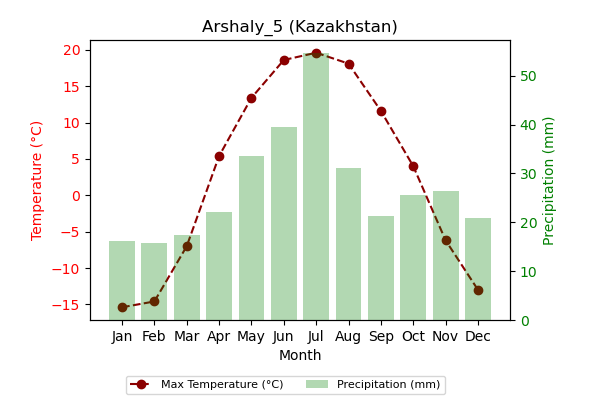 Arshaly_5 (Kazakhstan)
Temperature (°C)
20
15
10
5
0
−5
−10
−15
50
40
30
20
10
0
Precipitation (mm)
Jan Feb Mar Apr May Jun Jul Aug Sep Oct Nov Dec
Month
Max Temperature (°C) Precipitation (mm)